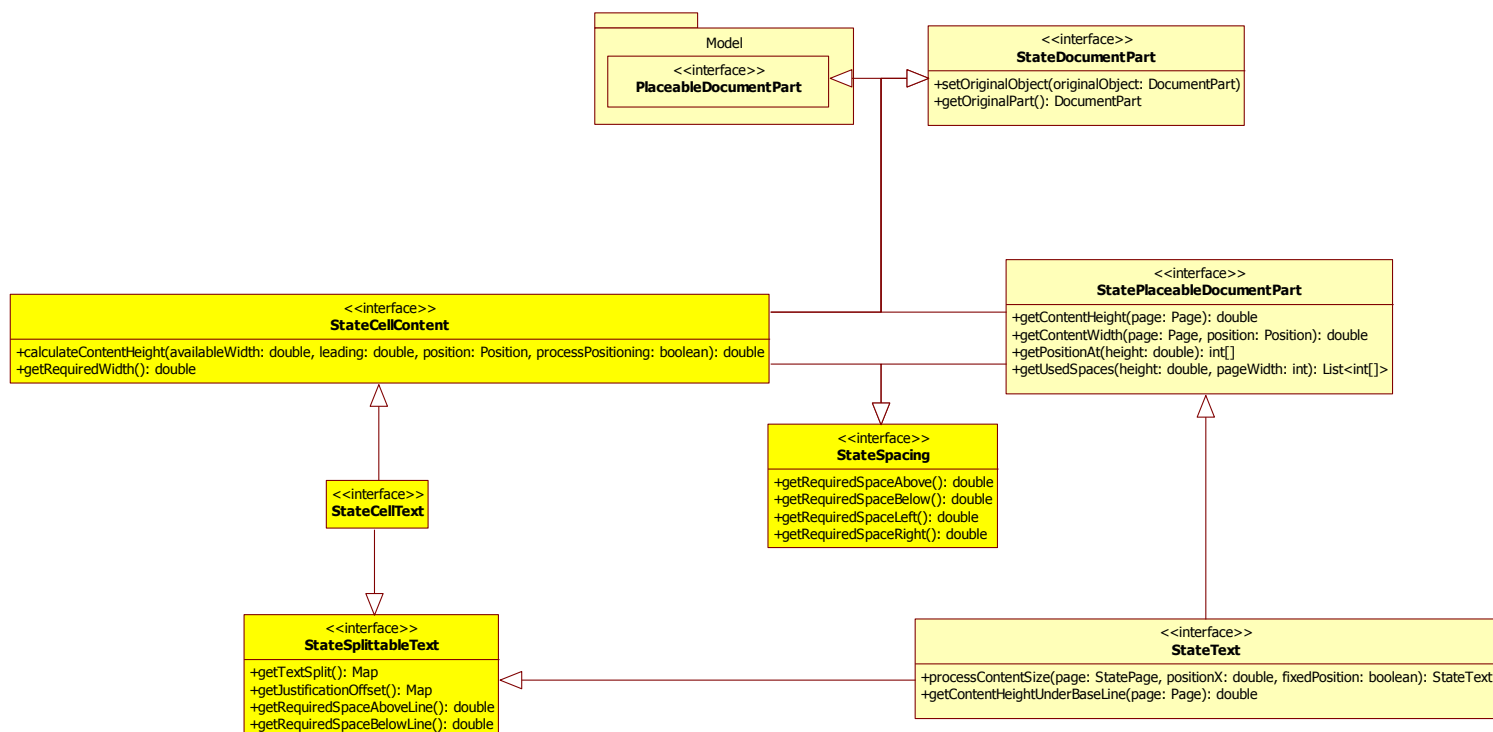 Model
<<interface>>
PlaceableDocumentPart
<<interface>>
StateDocumentPart
+setOriginalObject(originalObject: DocumentPart)
+getOriginalPart(): DocumentPart
<<interface>>
StateCellContent
+calculateContentHeight(availableWidth: double, leading: double, position: Position, processPositioning: boolean): double
+getRequiredWidth(): double
<<interface>>
StatePlaceableDocumentPart
+getContentHeight(page: Page): double
+getContentWidth(page: Page, position: Position): double
+getPositionAt(height: double): int[]
+getUsedSpaces(height: double, pageWidth: int): List<int[]>
<<interface>>
StateSpacing
+getRequiredSpaceAbove(): double
+getRequiredSpaceBelow(): double
+getRequiredSpaceLeft(): double
+getRequiredSpaceRight(): double
<<interface>>
StateCellText
<<interface>>
StateSplittableText
+getTextSplit(): Map
+getJustificationOffset(): Map
+getRequiredSpaceAboveLine(): double
+getRequiredSpaceBelowLine(): double
<<interface>>
StateText
+processContentSize(page: StatePage, positionX: double, fixedPosition: boolean): StateText
+getContentHeightUnderBaseLine(page: Page): double